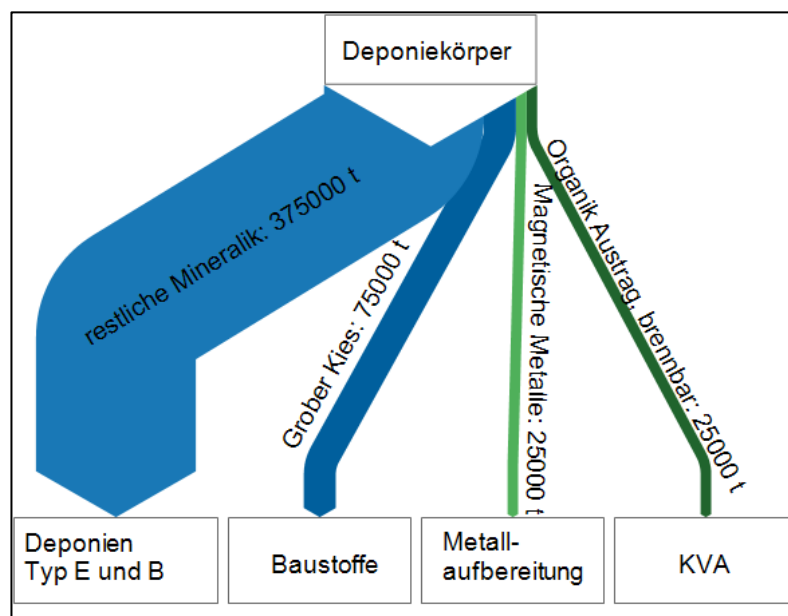 Deponiekörper
restliche Mineralik: 375000 t
Grober Kies: 75000 t
Magnetische Metalle: 25000 t
Organik Austrag, brennbar: 25000 t
Deponien
Typ E und B
Baustoffe
Metall-
aufbereitung
KVA